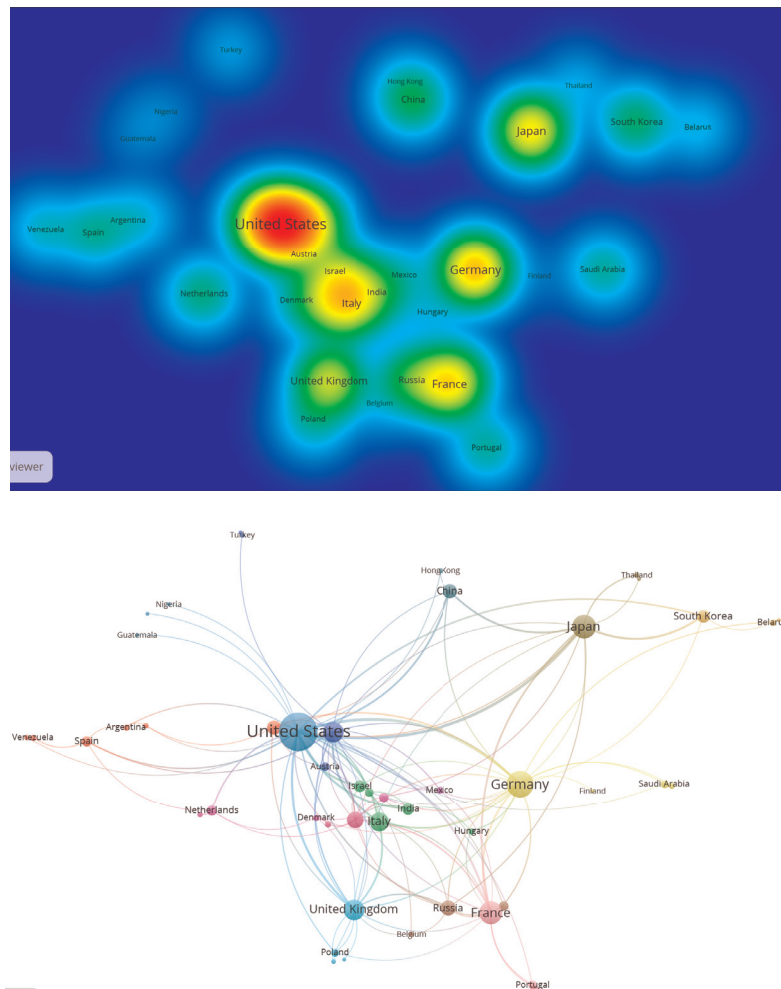 Turkey
Hong Kong
Thailand
China
Nigeria
South Korea
Belarus
Japan
Guatemala
Argentina
Venezuela
Spain
United States
Austria
Israel
Mexico
Germany
Finland
Saudi Arabia
Netherlands
India
Denmark
Italy
Hungary
United Kingdom
Russia
France
Belgium
Poland
Portugal
viewer
Turkey
HongKong
Thailand
China
Nigeria
South Korea
Belaru
Japan
Guatemala
Argentina
Venezuela
Spain
United States
Austria
Israel
Mexico
Germany
Finland
Saudi Arabia
Netherlands
India
Denmark
Italy
Hungary
United Kingdom
Russia
France
Belgium
Poland
Portugal